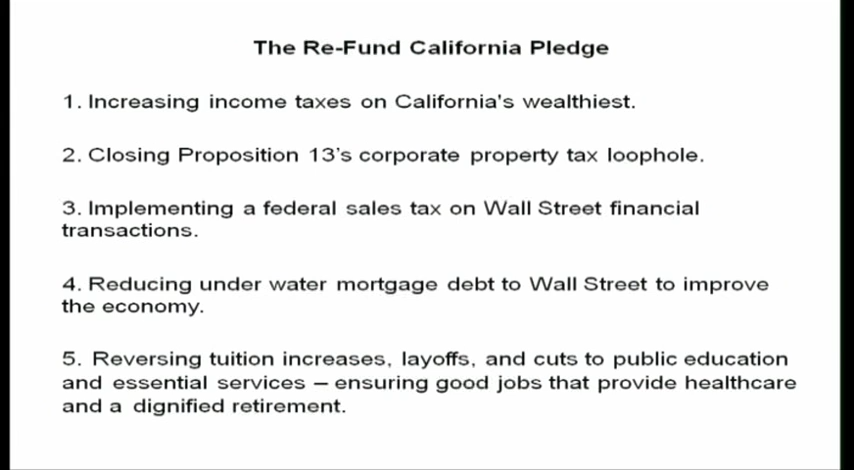 The Re-Fund California Pledge
1. Increasing income taxes on California's wealthiest.
2. Closing Proposition 13's corporate property tax loophole.
3. Implementing a federal sales tax on Wall Street financial
transactions.
4. Reducing under water mortgage debt to Wall Street to improve
the economy.
5. Reversing tuition increases, layoffs, and cuts to public education
and essential services – ensuring good jobs that provide healthcare
and a dignified retirement.